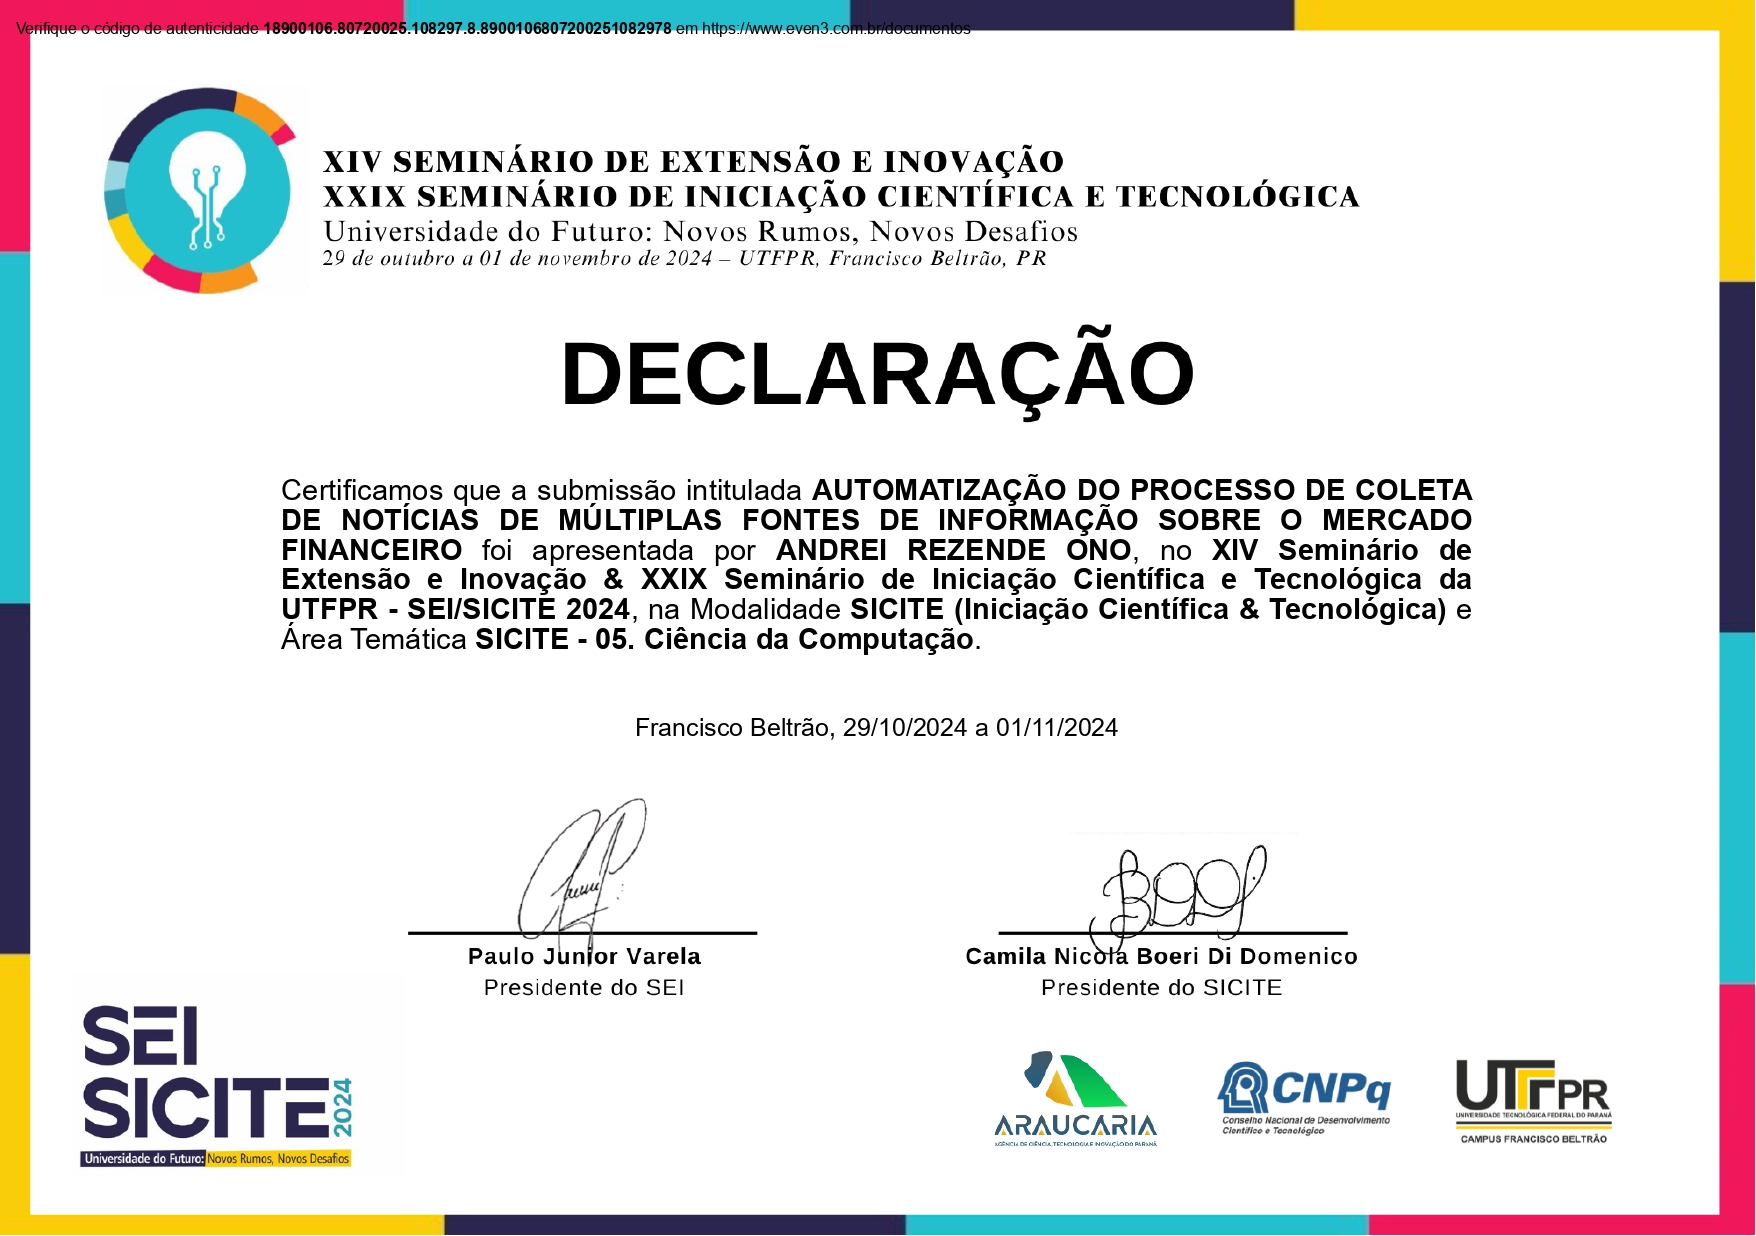 Verifique o código de autenticidade 18900106.80720025.108297.8.8900106807200251082978 em https://www.even3.com.br/documentos
XIV SEMINÁRIO DE EXTENSÃO E INOVAÇÃO
XXIX SEMINÁRIO DE INICIAÇÃO CIENTÍFICA E TECNOLÓGICA
Universidade do Futuro: Novos Rumos, Novos Desafios
29 de outubro a 01 de novembro de 2024 – UTFPR, Francisco Beltrão, PR
DECLARAÇÃO
Certificamos que a submissão intitulada AUTOMATIZAÇÃO DO PROCESSO DE COLETA
DE NOTÍCIAS DE MÚLTIPLAS FONTES DE INFORMAÇÃO SOBRE O MERCADO
FINANCEIRO foi apresentada por ANDREI REZENDE ONO, no XIV Seminário de
Extensão e Inovação & XXIX Seminário de Iniciação Científica e Tecnológica da
UTFPR - SEI/SICITE 2024, na Modalidade SICITE (Iniciação Científica & Tecnológica) e
Área Temática SICITE - 05. Ciência da Computação.
Francisco Beltrão, 29/10/2024 a 01/11/2024
Paulo Junior Varela
Presidente do SEI
Camila Nicola Boeri Di Domenico
Presidente do SICITE
SEI
SICITE 2024
Universidade do Futuro: Novos Rumos, Novos Desafios
ARAUCÁRIA
AGÊNCIA DE CIÊNCIA, TECNOLOGIA E INOVAÇÃO DO PARANÁ
CNPq
Conselho Nacional de Desenvolvimento
Científico e Tecnológico
UTFPR
UNIVERSIDADE TECNOLÓGICA FEDERAL DO PARANÁ
CAMPUS FRANCISCO BELTRÃO